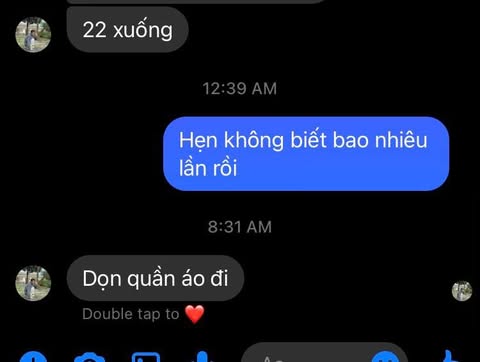 22 xuống
12:39 AM
Hẹn không biết bao nhiêu
lần rồi
8:31 AM
Dọn quần áo đi
Double tap to ❤️
Aa